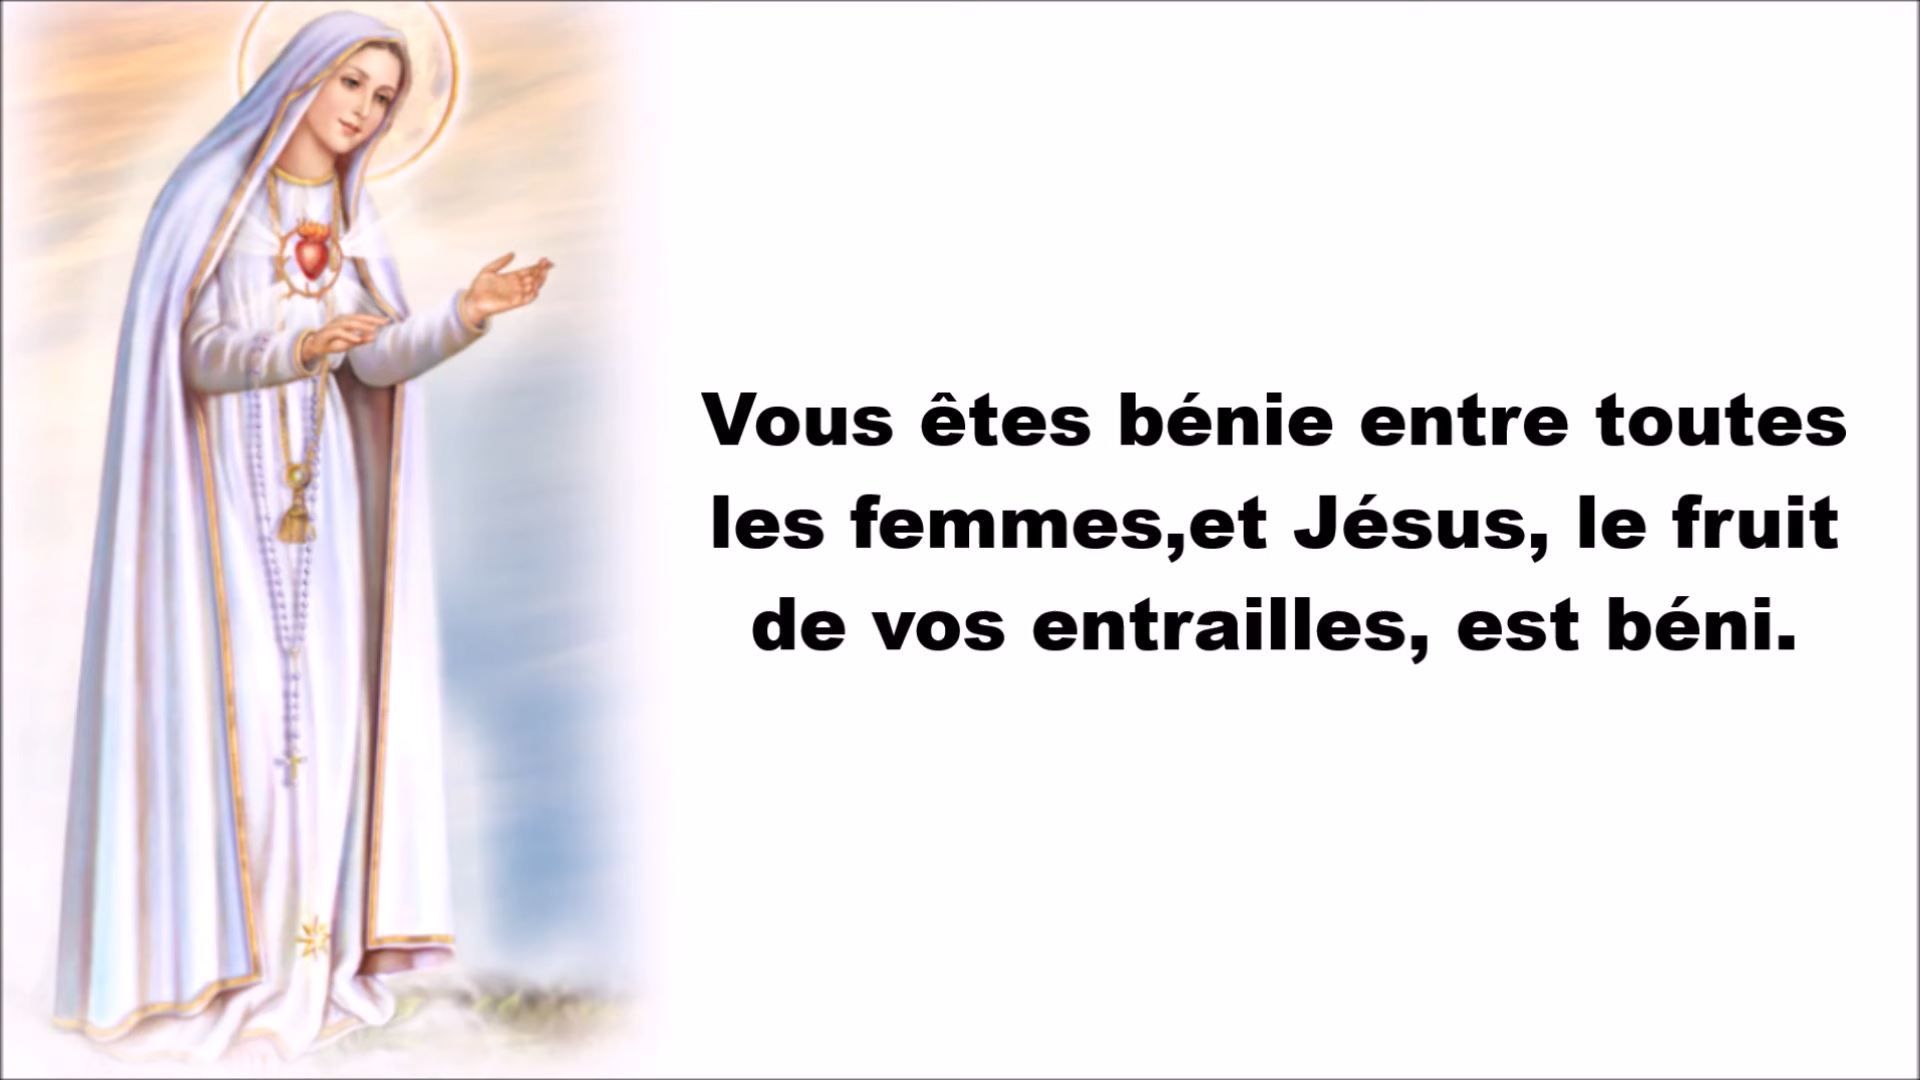 Vous êtes bénie entre toutes
les femmes,et Jésus, le fruit
de vos entrailles, est béni.